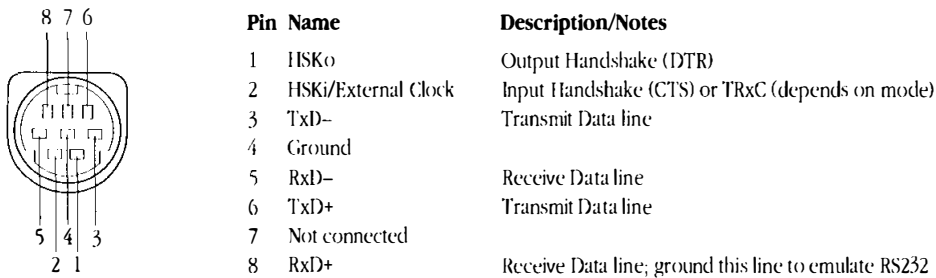 8 7 6
5 4 3
2 1
Pin Name Description/Notes
1 HSKo Output Handshake (DTR)
2 HSKi/External Clock Input Handshake (CTS) or TRxC (depends on mode)
3 TxD– Transmit Data line
4 Ground
5 RxD– Receive Data line
6 TxD+ Transmit Data line
7 Not connected
8 RxD+ Receive Data line; ground this line to emulate RS232